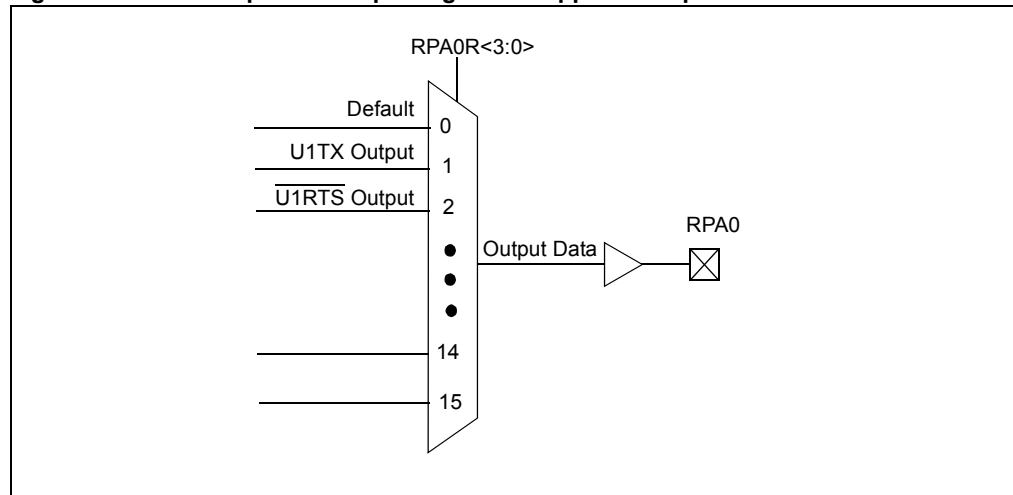 RPA0R<3:0>
Default
0
U1TX Output
1
U1RTS Output
2
RPA0
Output Data
14
15